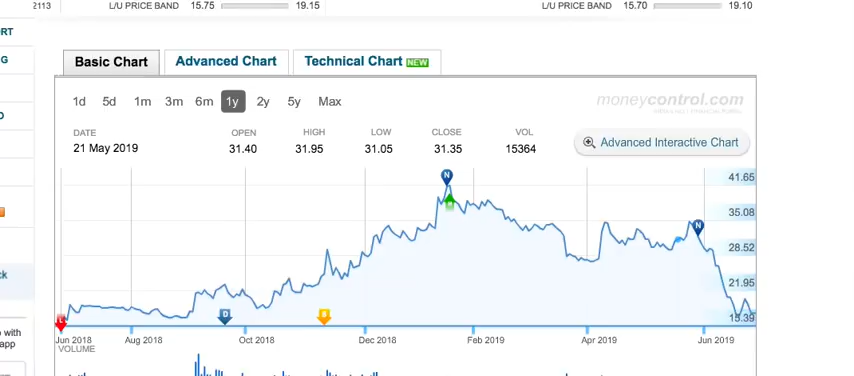 2113
L/U PRICE BAND 15.75 19.15 L/U PRICE BAND 15.70 19.10
RT
G
Basic Chart Advanced Chart Technical Chart NEW
1d 5d 1m 3m 6m 1y 2y 5y Max
moneycontrol.com
DATE OPEN HIGH LOW CLOSE VOL
21 May 2019 31.40 31.95 31.05 31.35 15364
Advanced Interactive Chart
N
41.65
35.08
N
28.52
ck
21.95
D
15.39
p with
app
Jun 2018 Aug 2018 Oct 2018 Dec 2018 Feb 2019 Apr 2019 Jun 2019
VOLUME